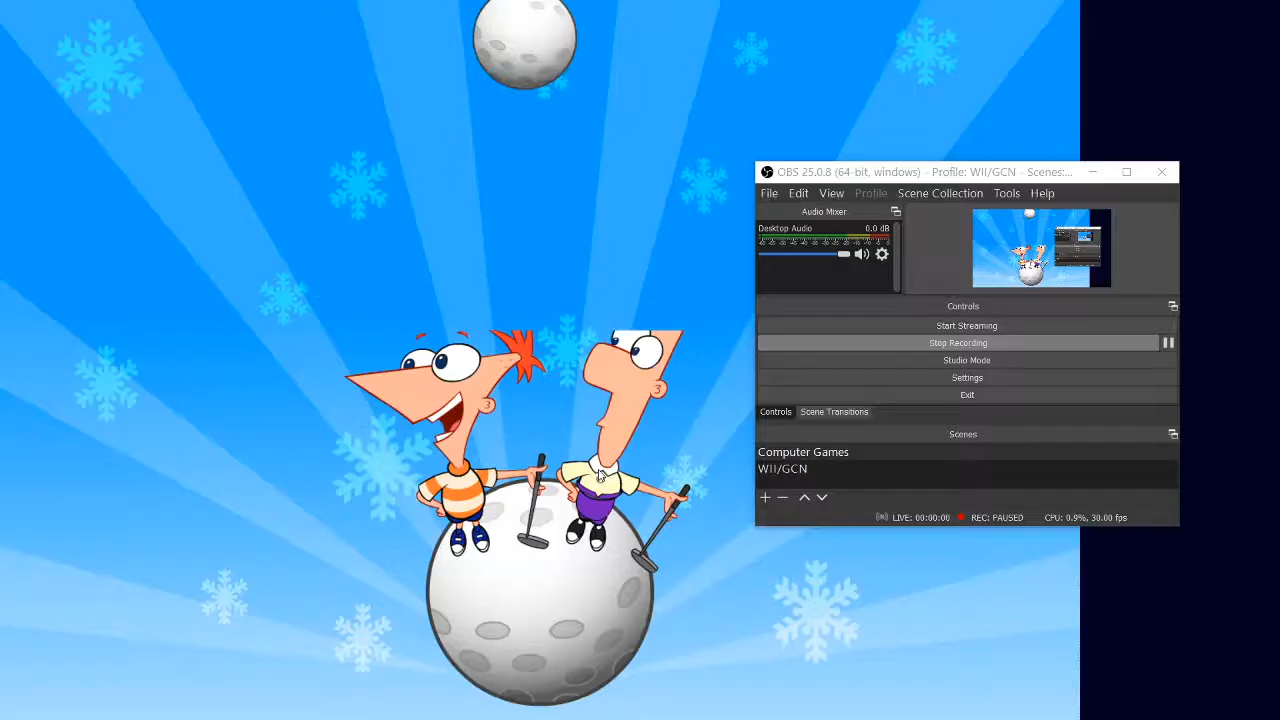 OBS 25.0.8 (64-bit, windows) - Profile: WII/GCN - Scenes:...
File Edit View Profile Scene Collection Tools Help
Audio Mixer
Desktop Audio 0.0 dB
Controls
Start Streaming
Stop Recording
Studio Mode
Settings
Exit
Controls Scene Transitions
Scenes
Computer Games
WII/GCN
LIVE: 00:00:00 REC: PAUSED CPU: 0.9%, 30.00 fps